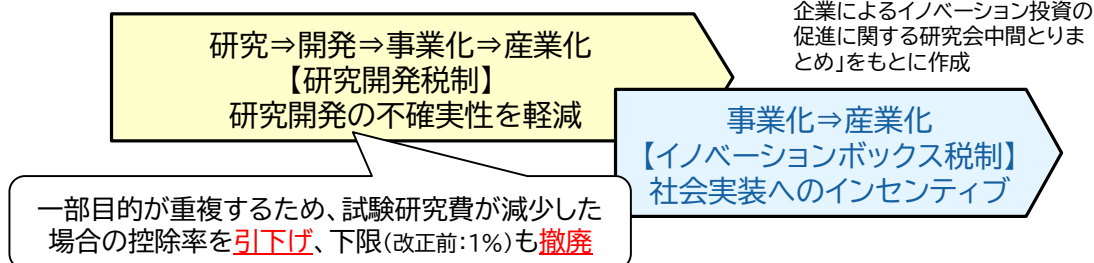 企業によるイノベーション投資の
促進に関する研究会中間とりま
とめ」をもとに作成
研究⇒開発⇒事業化⇒産業化
【研究開発税制】
研究開発の不確実性を軽減
事業化⇒産業化
【イノベーションボックス税制】
社会実装へのインセンティブ
一部目的が重複するため、試験研究費が減少した
場合の控除率を引下げ、下限(改正前:1%)も撤廃